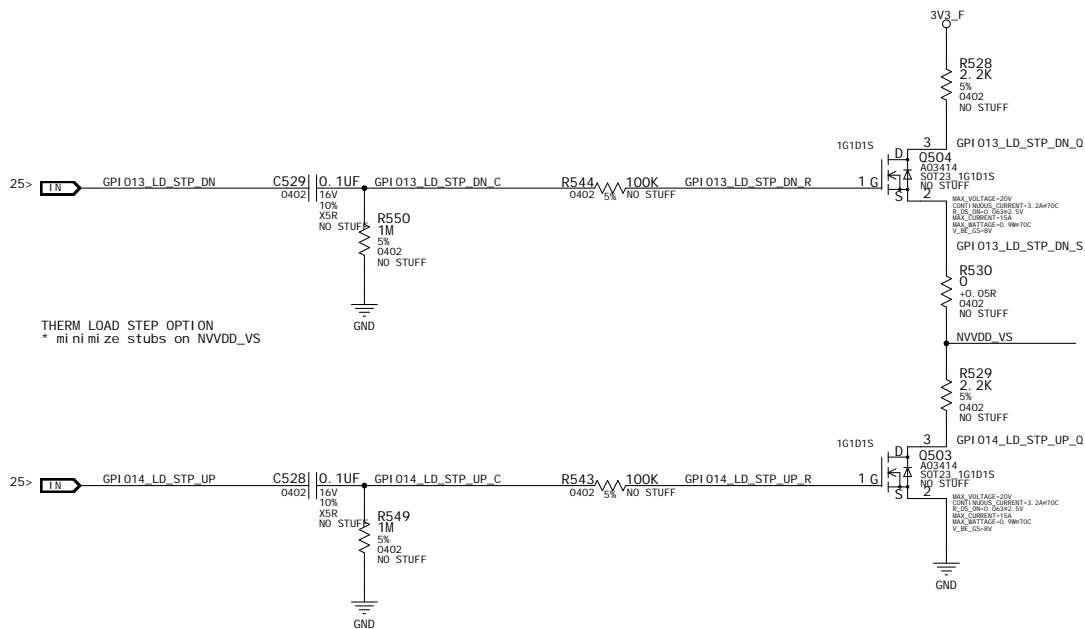 3V3_F
R528
2.2K
5%
0402
NO STUFF
3
GPIO13_LD_STP_DN_Q
1G1D1S
D
Q504
AO3414
SOT23_1G1D1S
NO STUFF
25>
IN
GPIO13_LD_STP_DN
C529
0.1UF
GPIO13_LD_STP_DN_C
R544
100K
GPIO13_LD_STP_DN_R
1
G
S
2
0402
16V
10%
X5R
NO STUFF
0402
5%
NO STUFF
MAX_VOLTAGE=20V
CONTINUOUS_CURRENT=3.2A@70C
R_DS_ON=0.063@2.5V
MAX_CURRENT=15A
MAX_WATTAGE=0.9W@70C
V_BE_GS=8V
R550
1M
5%
0402
NO STUFF
GPIO13_LD_STP_DN_S
R530
0
+0.05R
0402
NO STUFF
GND
THERM LOAD STEP OPTION
* minimize stubs on NVVDD_VS
NVVDD_VS
R529
2.2K
5%
0402
NO STUFF
3
GPIO14_LD_STP_UP_Q
1G1D1S
D
Q503
AO3414
SOT23_1G1D1S
NO STUFF
25>
IN
GPIO14_LD_STP_UP
C528
0.1UF
GPIO14_LD_STP_UP_C
R543
100K
GPIO14_LD_STP_UP_R
1
G
S
2
0402
16V
10%
X5R
NO STUFF
0402
5%
NO STUFF
MAX_VOLTAGE=20V
CONTINUOUS_CURRENT=3.2A@70C
R_DS_ON=0.063@2.5V
MAX_CURRENT=15A
MAX_WATTAGE=0.9W@70C
V_BE_GS=8V
R549
1M
5%
0402
NO STUFF
GND
GND